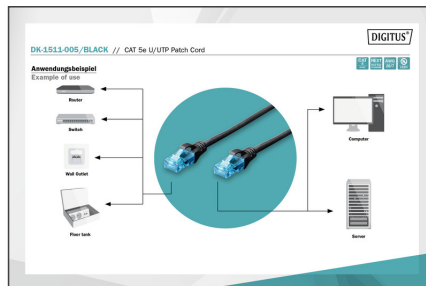 DIGITUS®
DK-1511-005/BLACK // CAT 5e U/UTP Patch Cord
Anwendungsbeispiel
Example of use
Router
Switch
Wall Outlet
Floor tank
Computer
Server